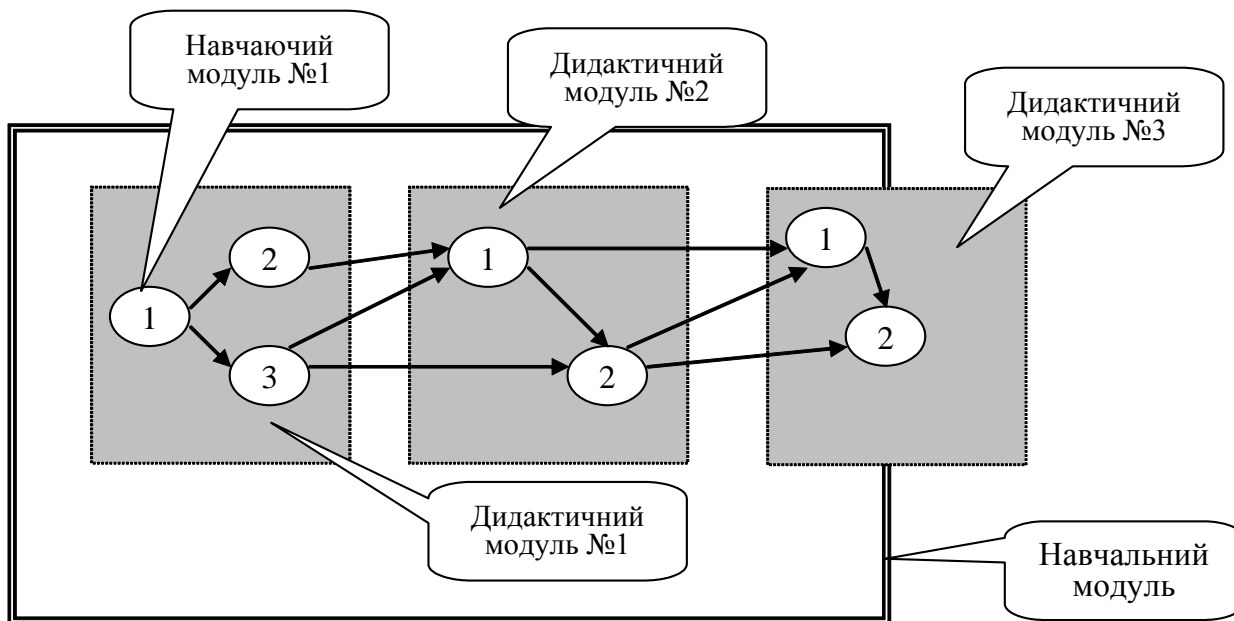 Навчаючий
модуль №1
Дидактичний
модуль №2
Дидактичний
модуль №3
1
2
3
1
2
1
2
Дидактичний
модуль №1
Навчальний
модуль